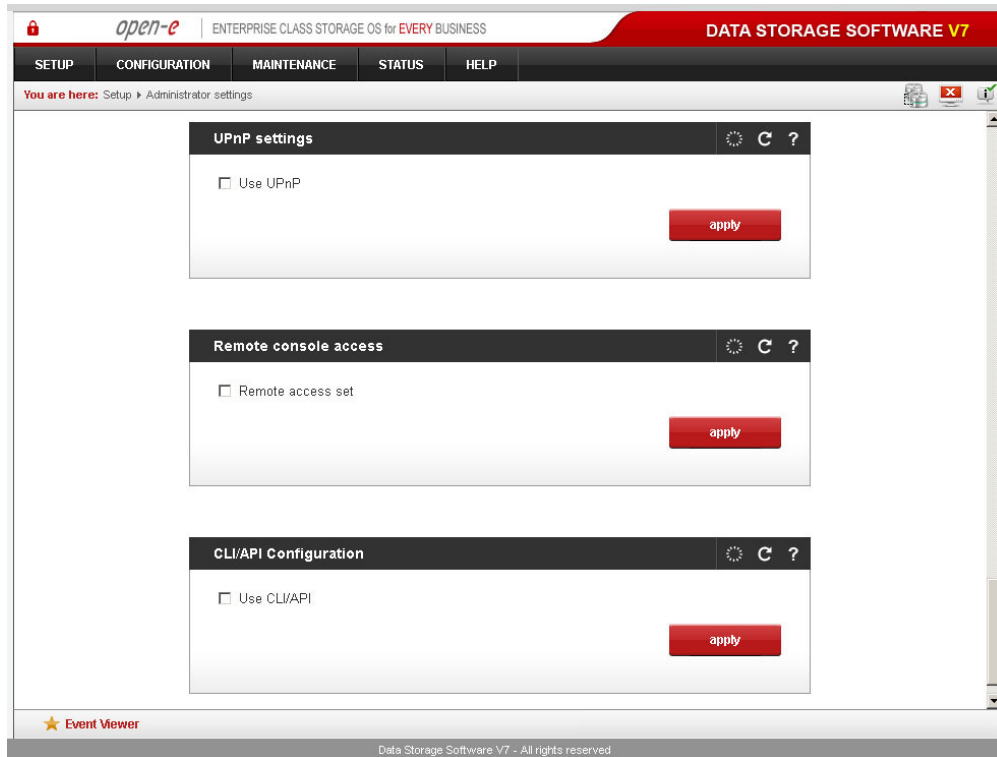 open-e ENTERPRISE CLASS STORAGE OS for EVERY BUSINESS DATA STORAGE SOFTWARE V7
SETUP CONFIGURATION MAINTENANCE STATUS HELP
You are here: Setup Administrator settings
UPnP settings C ?
Use UPnP
apply
Remote console access C ?
Remote access set
apply
CLI/API Configuration C ?
Use CLI/API
apply
Event Viewer
Data Storage Software V7 - All rights reserved